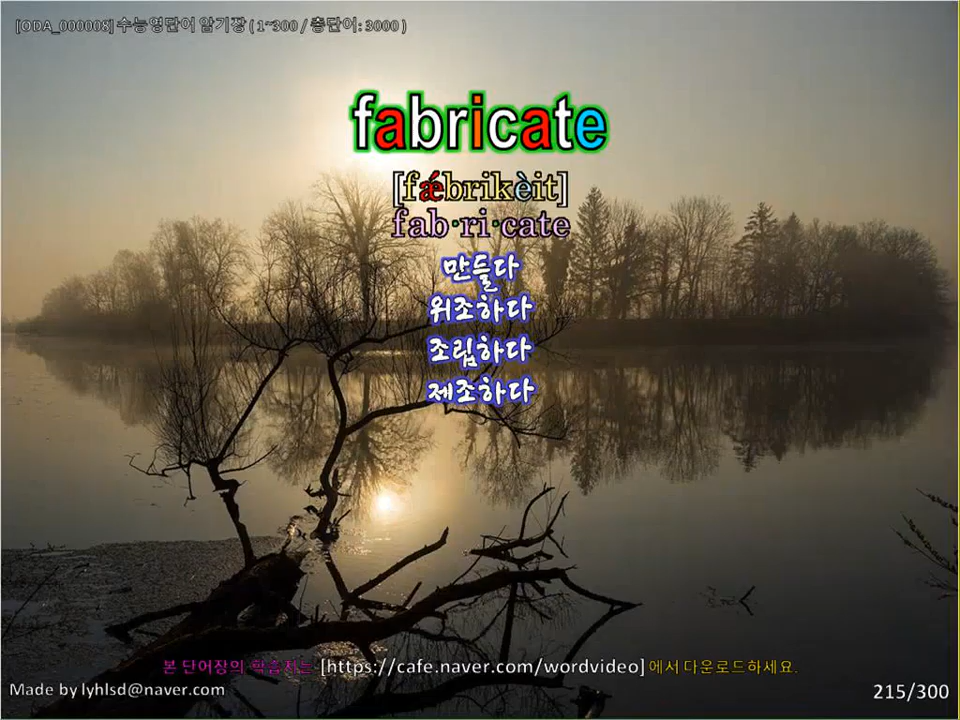 [ODA_000008] 수능영단어 암기장 ( 1~300 / 총단어: 3000 )
fabricate
[fǽbrikèit]
fab·ri·cate
만들다
위조하다
조립하다
제조하다
본 단어장의 학습지는 [https://cafe.naver.com/wordvideo] 에서 다운로드하세요.
Made by lyhlsd@naver.com
215/300